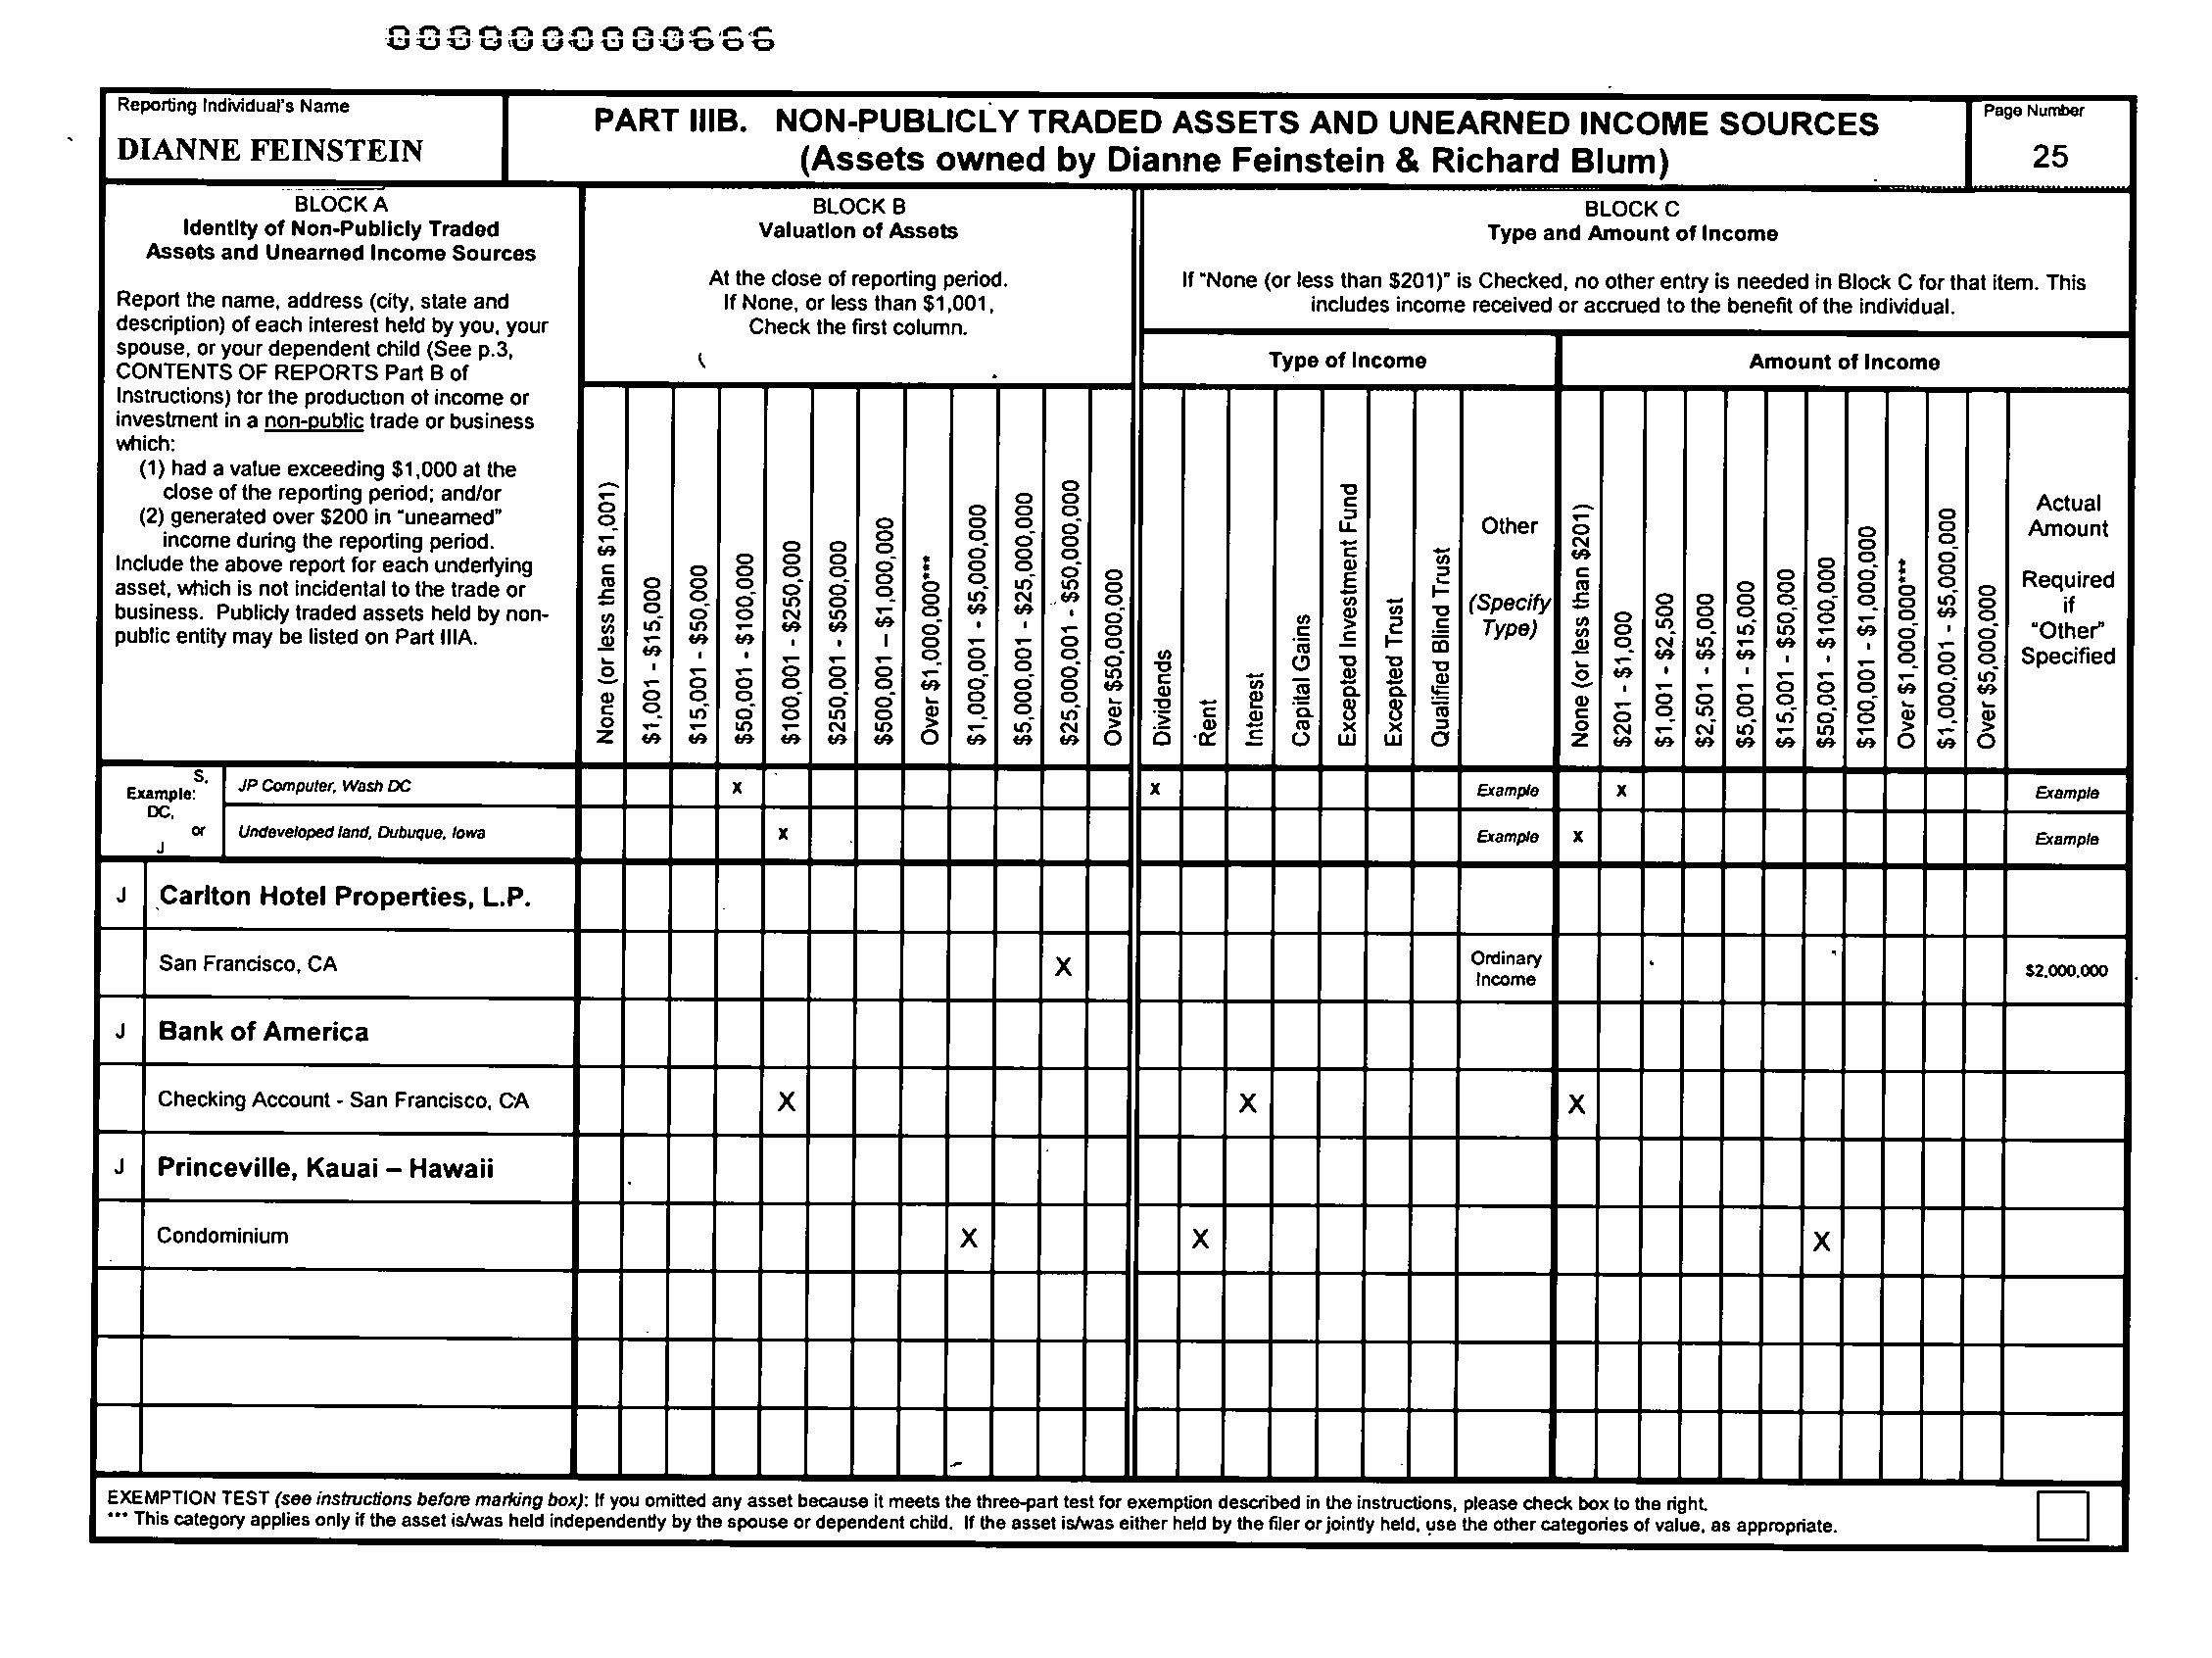 000000000666
Reporting Individual's Name
DIANNE FEINSTEIN
PART IIIB. NON-PUBLICLY TRADED ASSETS AND UNEARNED INCOME SOURCES
(Assets owned by Dianne Feinstein & Richard Blum)
Page Number
25
BLOCK A
Identity of Non-Publicly Traded
Assets and Unearned Income Sources
Report the name, address (city, state and
description) of each interest held by you, your
spouse, or your dependent child (See p.3,
CONTENTS OF REPORTS Part B of
Instructions) for the production of income or
investment in a non-public trade or business
which:
(1) had a value exceeding $1,000 at the
close of the reporting period; and/or
(2) generated over $200 in "unearned"
income during the reporting period.
Include the above report for each underlying
asset, which is not incidental to the trade or
business. Publicly traded assets held by non-
public entity may be listed on Part IIIA.
BLOCK B
Valuation of Assets
At the close of reporting period.
If None, or less than $1,001,
Check the first column.
None (or less than $1,001)
$1,001 - $15,000
$15,001 - $50,000
$50,001 - $100,000
$100,001 - $250,000
$250,001 - $500,000
$500,001 – $1,000,000
Over $1,000,000***
$1,000,001 - $5,000,000
$5,000,001 - $25,000,000
$25,000,001 - $50,000,000
Over $50,000,000
BLOCK C
Type and Amount of Income
If "None (or less than $201)" is Checked, no other entry is needed in Block C for that item. This
includes income received or accrued to the benefit of the individual.
Type of Income
Dividends
Rent
Interest
Capital Gains
Excepted Investment Fund
Excepted Trust
Qualified Blind Trust
Other
(Specify
Type)
Amount of Income
None (or less than $201)
$201 - $1,000
$1,001 - $2,500
$2,501 - $5,000
$5,001 - $15,000
$15,001 - $50,000
$50,001 - $100,000
$100,001 - $1,000,000
Over $1,000,000***
$1,000,001 - $5,000,000
Over $5,000,000
Actual
Amount
Required
if
"Other"
Specified
Example:
S,
DC,
or
J
JP Computer, Wash DC X X Example X Example
Undeveloped land, Dubuque, Iowa X Example X Example
J Carlton Hotel Properties, L.P.
San Francisco, CA X Ordinary Income $2,000,000
J Bank of America
Checking Account - San Francisco, CA X X X
J Princeville, Kauai – Hawaii
Condominium X X X
EXEMPTION TEST (see instructions before marking box): If you omitted any asset because it meets the three-part test for exemption described in the instructions, please check box to the right.
*** This category applies only if the asset is/was held independently by the spouse or dependent child. If the asset is/was either held by the filer or jointly held, use the other categories of value, as appropriate.